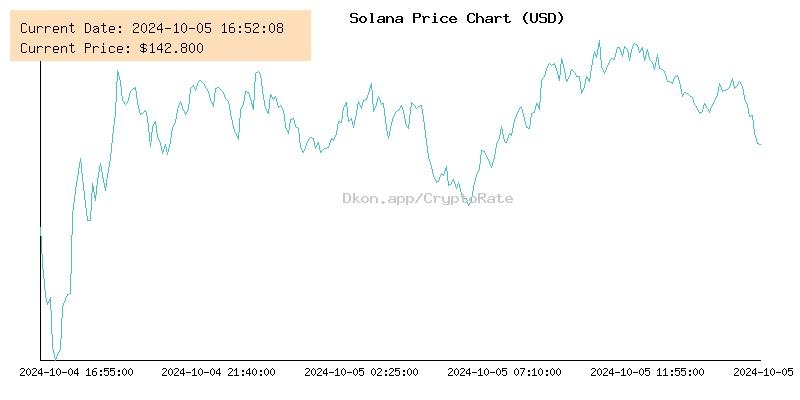 Solana Price Chart (USD)
Current Date: 2024-10-05 16:52:08
Current Price: $142.800
Dkon.app/CryptoRate
2024-10-04 16:55:00 2024-10-04 21:40:00 2024-10-05 02:25:00 2024-10-05 07:10:00 2024-10-05 11:55:00 2024-10-05